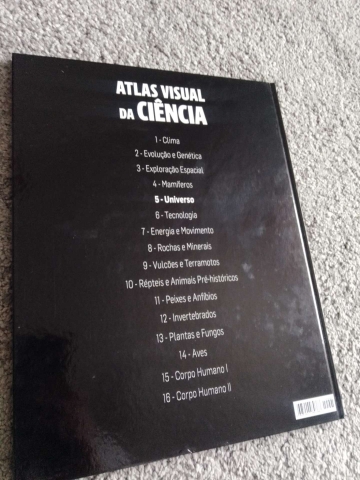 ATLAS VISUAL
DA CIÊNCIA
1 - Clima
2 - Evolução e Genética
3 - Exploração Espacial
4 - Mamíferos
5 - Universo
6 - Tecnologia
7 - Energia e Movimento
8 - Rochas e Minerais
9 - Vulcões e Terramotos
10 - Répteis e Animais Pré-históricos
11 - Peixes e Anfíbios
12 - Invertebrados
13 - Plantas e Fungos
14 - Aves
15 - Corpo Humano I
16 - Corpo Humano II